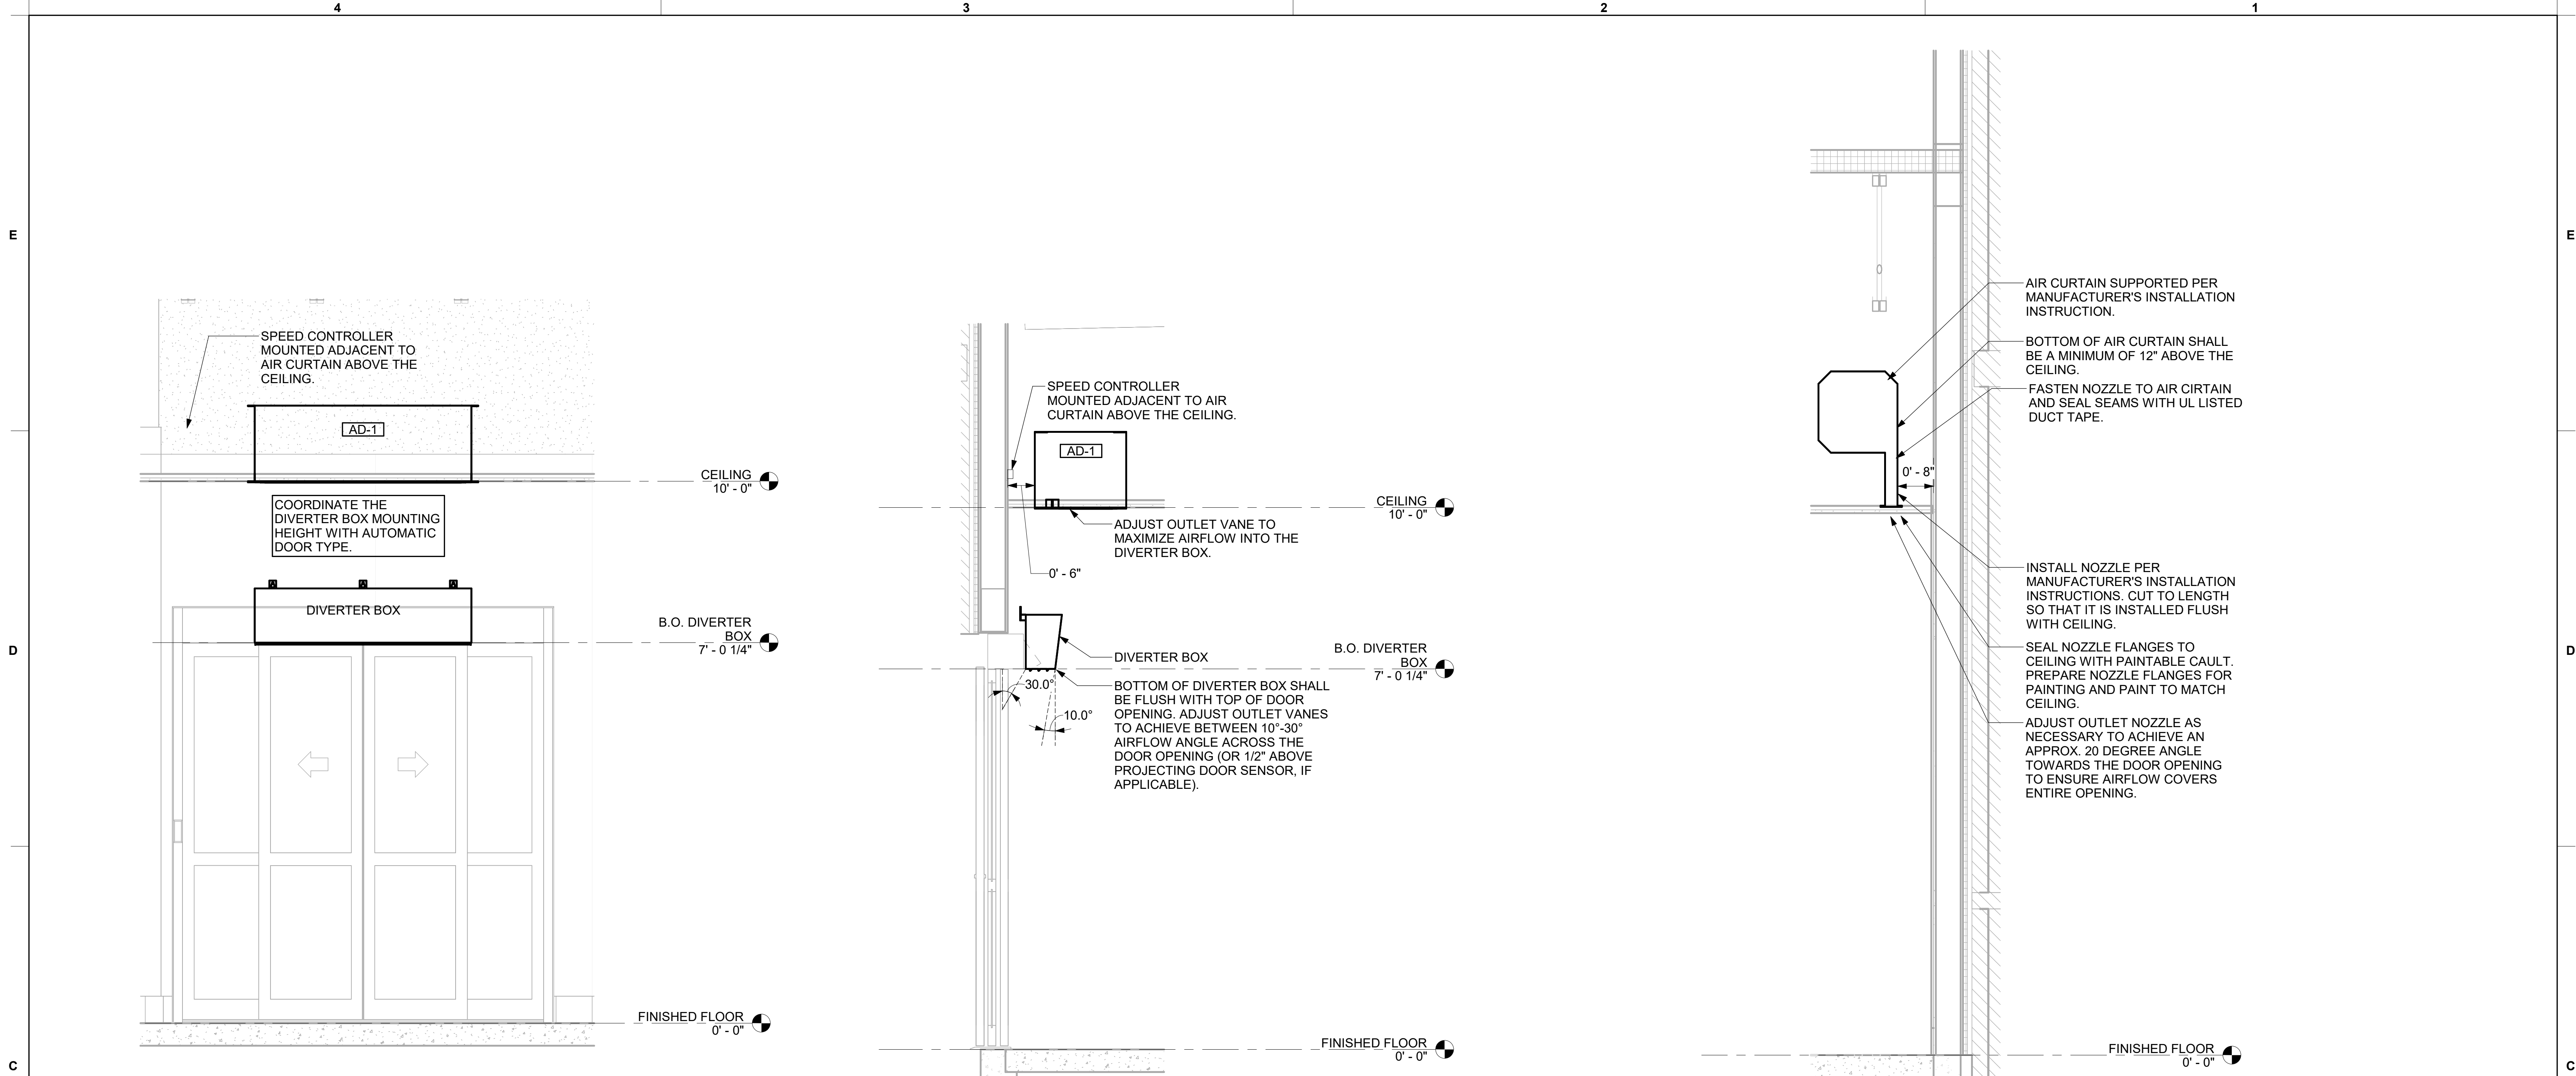 4
3
2
1
E
E
D
D
C
C
SPEED CONTROLLER
MOUNTED ADJACENT TO
AIR CURTAIN ABOVE THE
CEILING.
AD-1
CEILING
10' - 0"
COORDINATE THE
DIVERTER BOX MOUNTING
HEIGHT WITH AUTOMATIC
DOOR TYPE.
DIVERTER BOX
B.O. DIVERTER
BOX
7' - 0 1/4"
FINISHED FLOOR
0' - 0"
SPEED CONTROLLER
MOUNTED ADJACENT TO AIR
CURTAIN ABOVE THE CEILING.
AD-1
CEILING
10' - 0"
ADJUST OUTLET VANE TO
MAXIMIZE AIRFLOW INTO THE
DIVERTER BOX.
0' - 6"
DIVERTER BOX
B.O. DIVERTER
BOX
7' - 0 1/4"
30.0°
10.0°
BOTTOM OF DIVERTER BOX SHALL
BE FLUSH WITH TOP OF DOOR
OPENING. ADJUST OUTLET VANES
TO ACHIEVE BETWEEN 10°-30°
AIRFLOW ANGLE ACROSS THE
DOOR OPENING (OR 1/2" ABOVE
PROJECTING DOOR SENSOR, IF
APPLICABLE).
FINISHED FLOOR
0' - 0"
AIR CURTAIN SUPPORTED PER
MANUFACTURER'S INSTALLATION
INSTRUCTION.
BOTTOM OF AIR CURTAIN SHALL
BE A MINIMUM OF 12" ABOVE THE
CEILING.
FASTEN NOZZLE TO AIR CIRTAIN
AND SEAL SEAMS WITH UL LISTED
DUCT TAPE.
0' - 8"
INSTALL NOZZLE PER
MANUFACTURER'S INSTALLATION
INSTRUCTIONS. CUT TO LENGTH
SO THAT IT IS INSTALLED FLUSH
WITH CEILING.
SEAL NOZZLE FLANGES TO
CEILING WITH PAINTABLE CAULT.
PREPARE NOZZLE FLANGES FOR
PAINTING AND PAINT TO MATCH
CEILING.
ADJUST OUTLET NOZZLE AS
NECESSARY TO ACHIEVE AN
APPROX. 20 DEGREE ANGLE
TOWARDS THE DOOR OPENING
TO ENSURE AIRFLOW COVERS
ENTIRE OPENING.
FINISHED FLOOR
0' - 0"